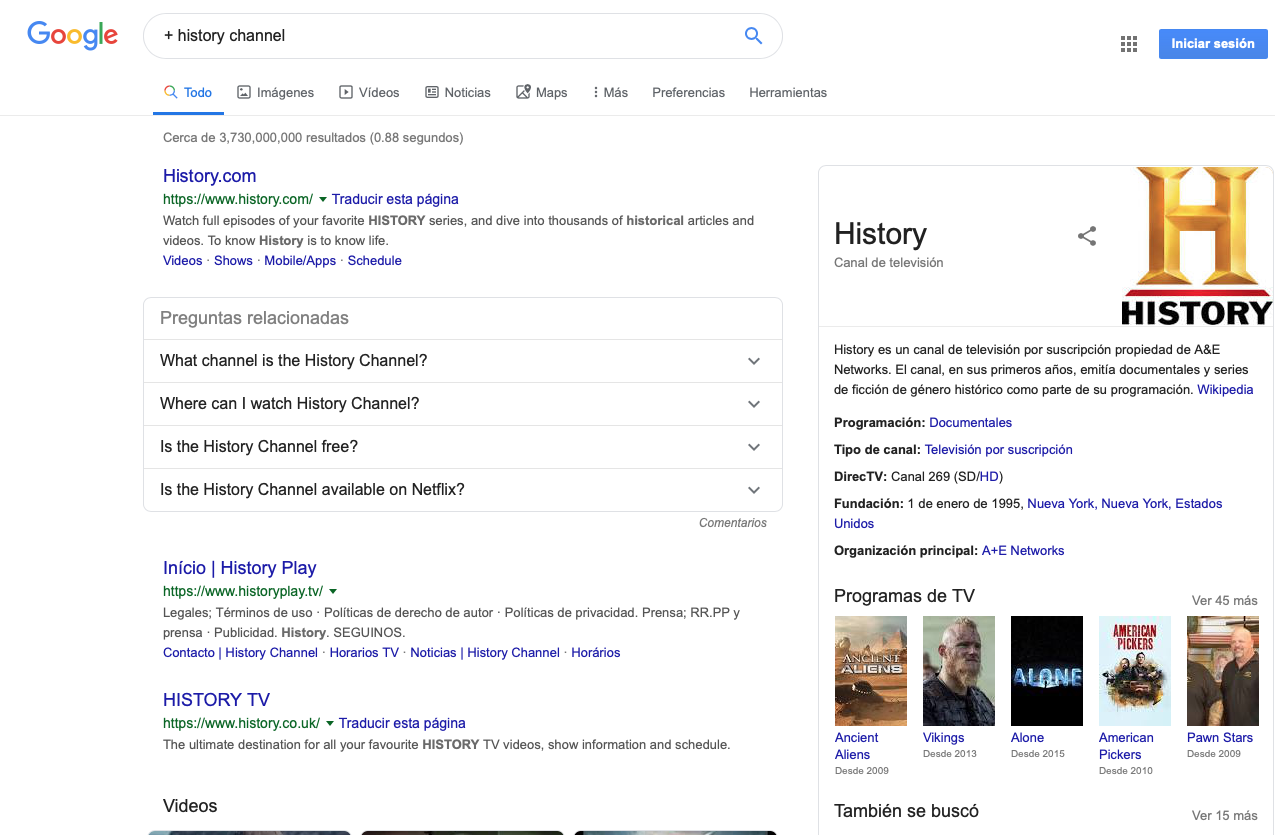 Google
+ history channel
Iniciar sesión
Todo Imágenes Vídeos Noticias Maps Más Preferencias Herramientas
Cerca de 3,730,000,000 resultados (0.88 segundos)
History.com
https://www.history.com/ Traducir esta página
Watch full episodes of your favorite HISTORY series, and dive into thousands of historical articles and
videos. To know History is to know life.
Videos · Shows · Mobile/Apps · Schedule
Preguntas relacionadas
What channel is the History Channel?
Where can I watch History Channel?
Is the History Channel free?
Is the History Channel available on Netflix?
Comentarios
Início | History Play
https://www.historyplay.tv/
Legales; Términos de uso · Políticas de derecho de autor · Políticas de privacidad. Prensa; RR.PP y
prensa · Publicidad. History. SEGUINOS.
Contacto | History Channel · Horarios TV · Noticias | History Channel · Horários
HISTORY TV
https://www.history.co.uk/ Traducir esta página
The ultimate destination for all your favourite HISTORY TV videos, show information and schedule.
Videos
History
Canal de televisión
H
HISTORY
History es un canal de televisión por suscripción propiedad de A&E
Networks. El canal, en sus primeros años, emitía documentales y series
de ficción de género histórico como parte de su programación. Wikipedia
Programación: Documentales
Tipo de canal: Televisión por suscripción
DirecTV: Canal 269 (SD/HD)
Fundación: 1 de enero de 1995, Nueva York, Nueva York, Estados
Unidos
Organización principal: A+E Networks
Programas de TV
Ver 45 más
ANCIENT
ALIENS
ALONE
AMERICAN
PICKERS
Ancient
Aliens
Desde 2009
Vikings
Desde 2013
Alone
Desde 2015
American
Pickers
Desde 2010
Pawn Stars
Desde 2009
También se buscó
Ver 15 más